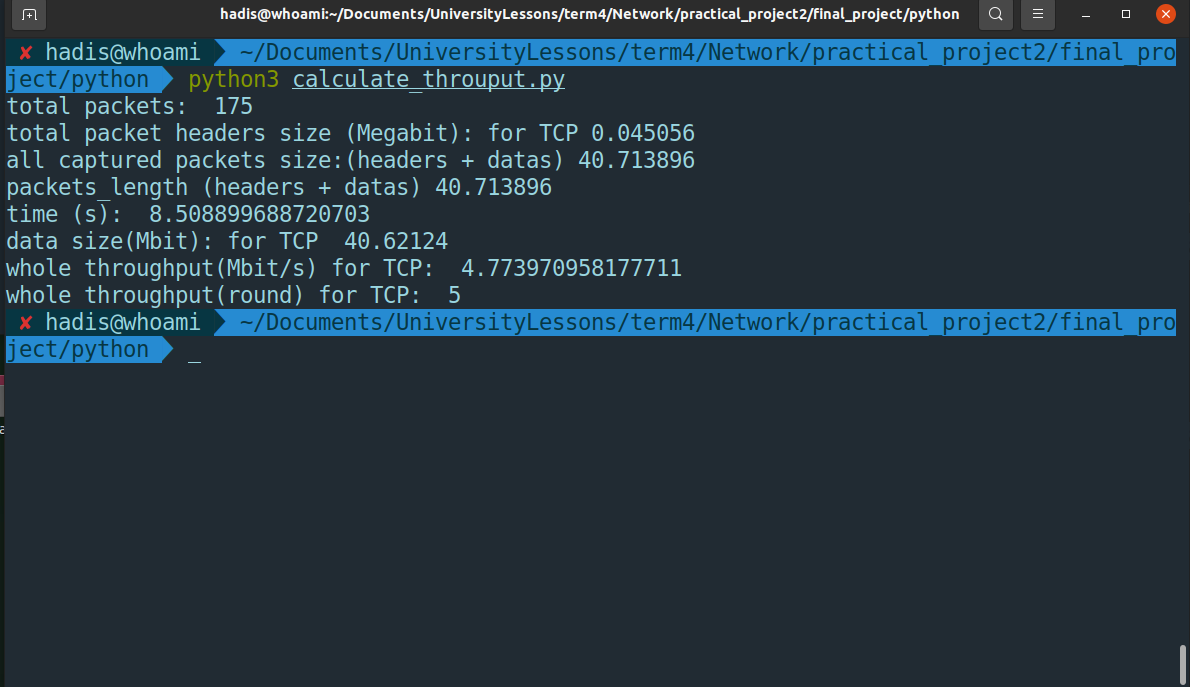 hadis@whoami:~/Documents/UniversityLessons/term4/Network/practical_project2/final_project/python
✘ hadis@whoami ~/Documents/UniversityLessons/term4/Network/practical_project2/final_pro
ject/python python3 calculate_throuput.py
total packets:  175
total packet headers size (Megabit): for TCP 0.045056
all captured packets size:(headers + datas) 40.713896
packets_length (headers + datas) 40.713896
time (s):  8.508899688720703
data size(Mbit): for TCP  40.62124
whole throughput(Mbit/s) for TCP:  4.773970958177711
whole throughput(round) for TCP:  5
✘ hadis@whoami ~/Documents/UniversityLessons/term4/Network/practical_project2/final_pro
ject/python _